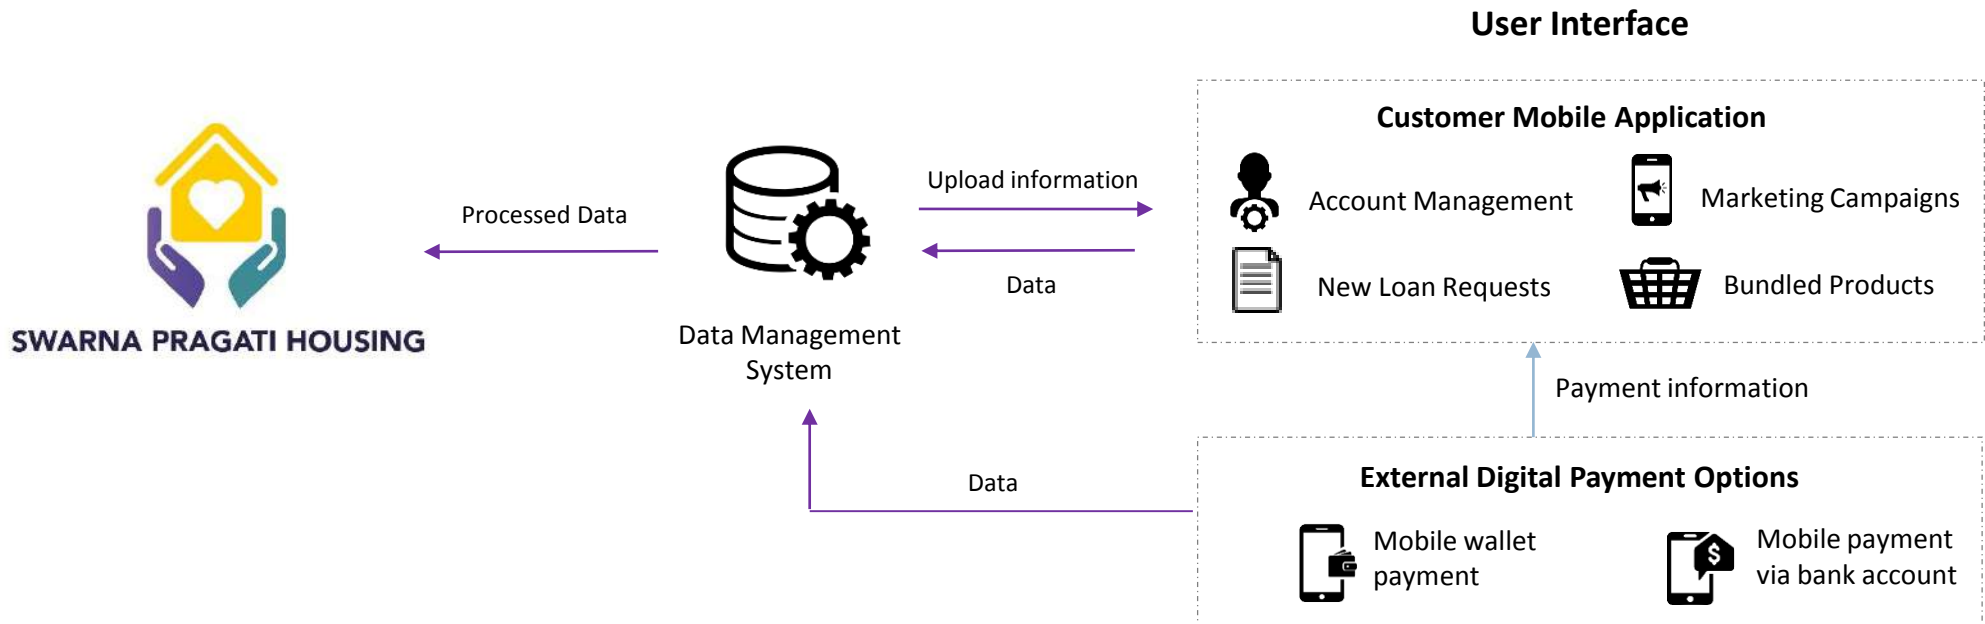 User Interface
Customer Mobile Application
Account Management
Marketing Campaigns
New Loan Requests
Bundled Products
Upload information
Data
Processed Data
SWARNA PRAGATI HOUSING
Data Management
System
Payment information
Data
External Digital Payment Options
Mobile wallet
payment
Mobile payment
via bank account
$